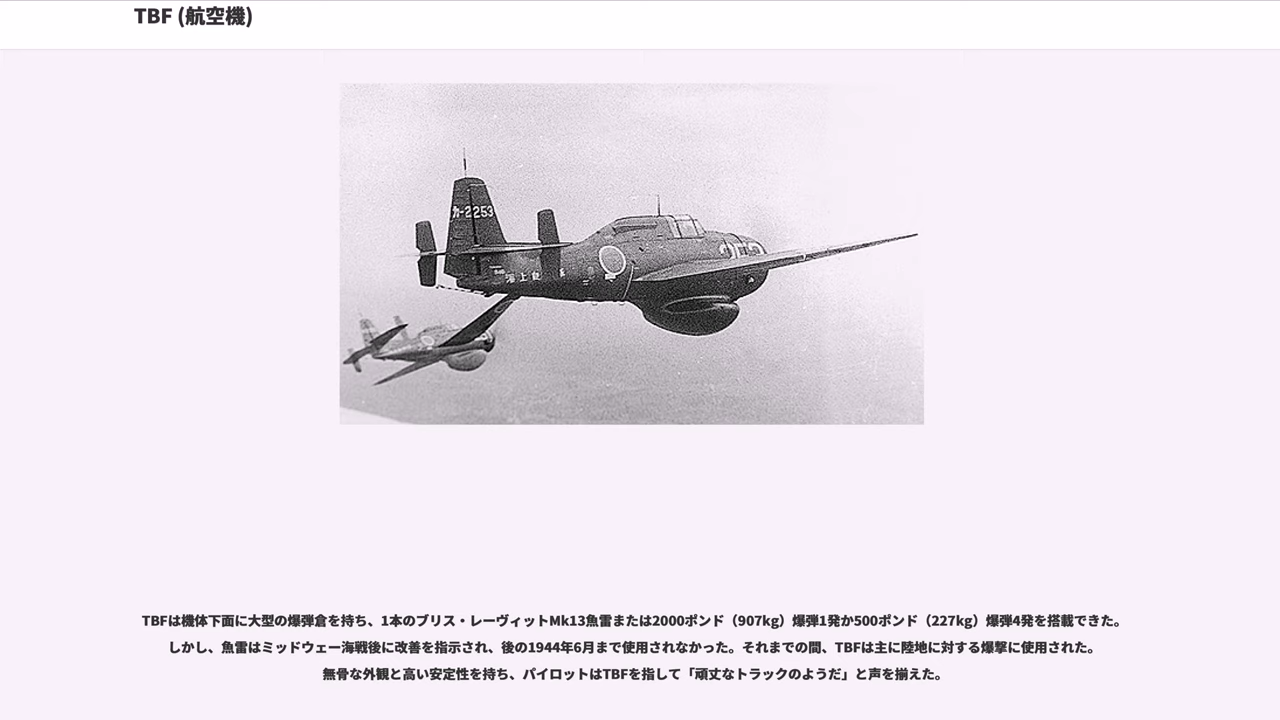 TBF (航空機)
カ-2253
海上自
TBFは機体下面に大型の爆弾倉を持ち、1本のブリス・レーヴィットMk13魚雷または2000ポンド（907kg）爆弾1発か500ポンド（227kg）爆弾4発を搭載できた。
しかし、魚雷はミッドウェー海戦後に改善を指示され、後の1944年6月まで使用されなかった。それまでの間、TBFは主に陸地に対する爆撃に使用された。
無骨な外観と高い安定性を持ち、パイロットはTBFを指して「頑丈なトラックのようだ」と声を揃えた。